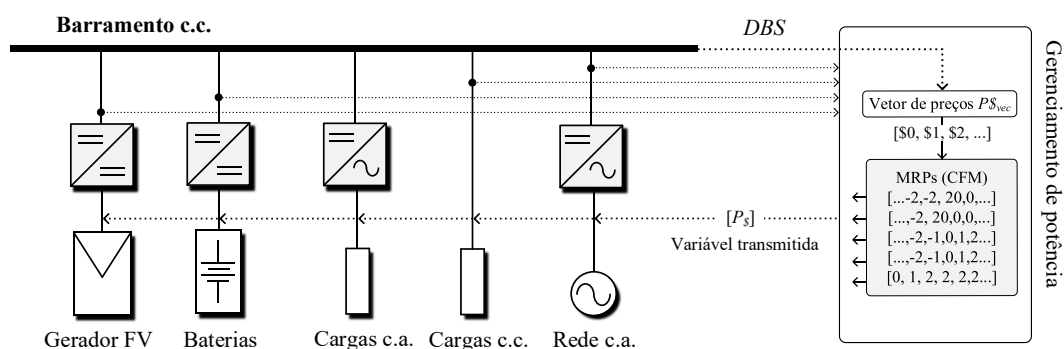 Barramento c.c.
DBS
Gerenciamento de potência
Vetor de preços P$vec
[$0, $1, $2, ...]
MRPs (CFM)
[...-2,-2, 20,0,...]
[...,-2, 20,0,0,...]
[...,-2,-1,0,1,2...]
[...,-2,-1,0,1,2...]
[0, 1, 2, 2, 2,2...]
[P$]
Variável transmitida
Gerador FV
Baterias
Cargas c.a.
Cargas c.c.
Rede c.a.